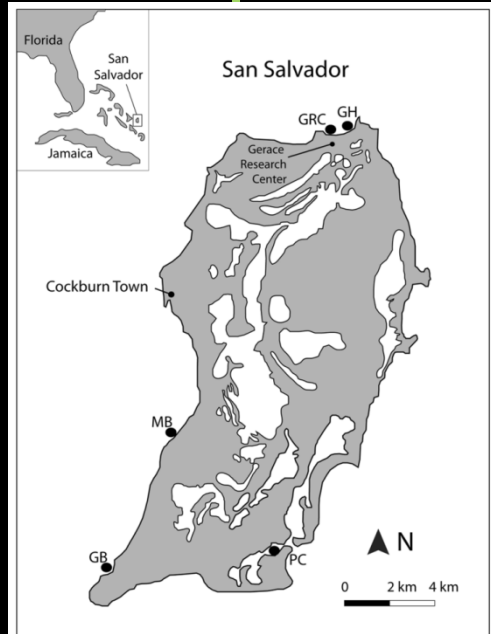 Florida
San
Salvador
Jamaica
San Salvador
GRC
GH
Gerace
Research
Center
Cockburn Town
MB
GB
PC
N
0 2 km 4 km